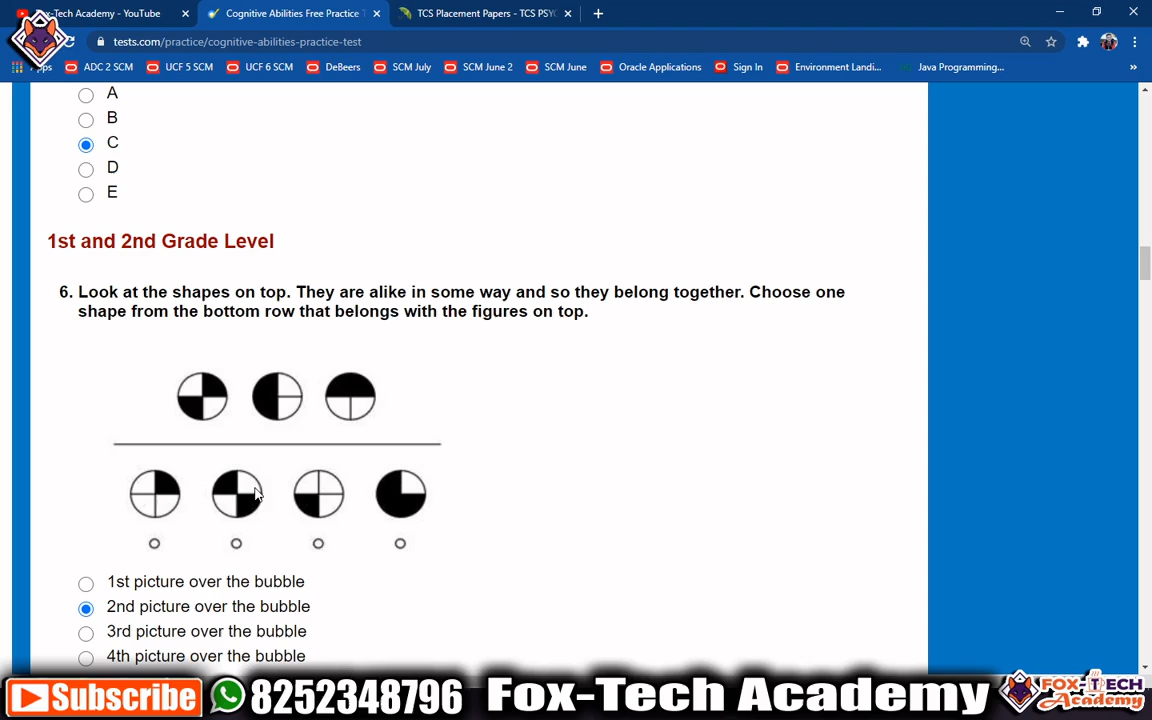 Fox-Tech Academy - YouTube
Cognitive Abilities Free Practice T
TCS Placement Papers - TCS PSYC
tests.com/practice/cognitive-abilities-practice-test
Apps
ADC 2 SCM
UCF 5 SCM
UCF 6 SCM
DeBeers
SCM July
SCM June 2
SCM June
Oracle Applications
Sign In
Environment Landi...
Java Programming...
A
B
C
D
E
1st and 2nd Grade Level
6. Look at the shapes on top. They are alike in some way and so they belong together. Choose one
shape from the bottom row that belongs with the figures on top.
1st picture over the bubble
2nd picture over the bubble
3rd picture over the bubble
4th picture over the bubble
Subscribe 8252348796 Fox-Tech Academy
FOX-TECH
Academy